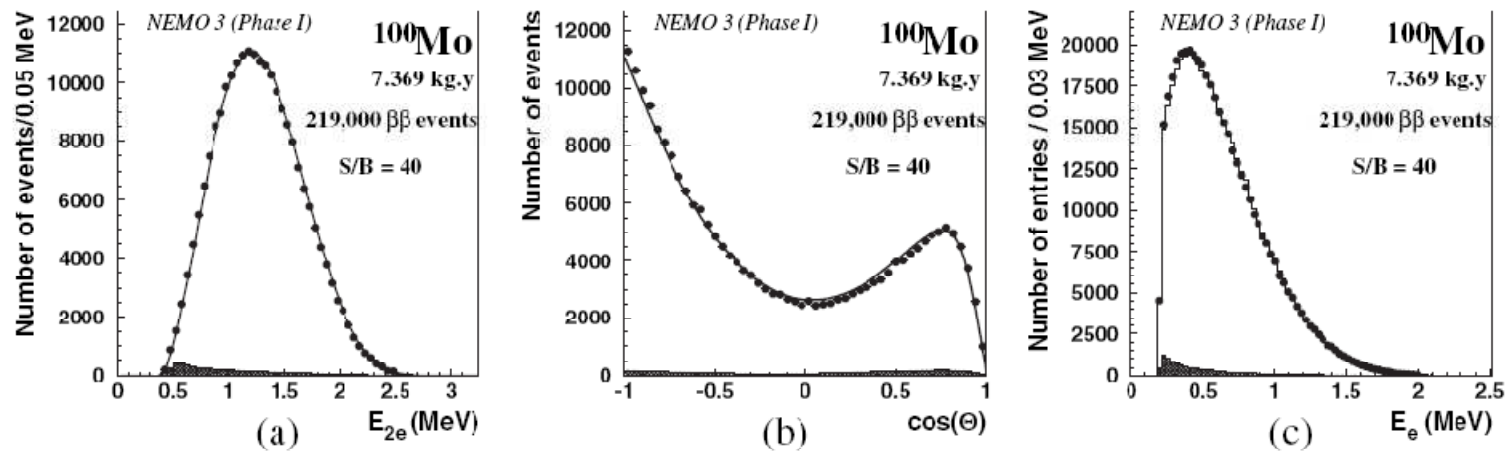 NEMO 3 (Phase I)
100Mo
7.369 kg.y
219,000 ββ events
S/B = 40
Number of events/0.05 MeV
12000
10000
8000
6000
4000
2000
0
0 0.5 1 1.5 2 2.5 3
E2e (MeV)
(a)
NEMO 3 (Phase I)
100Mo
7.369 kg.y
219,000 ββ events
S/B = 40
Number of events
12000
10000
8000
6000
4000
2000
0
-1 -0.5 0 0.5 1
cos(Θ)
(b)
NEMO 3 (Phase I)
100Mo
7.369 kg.y
219,000 ββ events
S/B = 40
Number of entries / 0.03 MeV
20000
17500
15000
12500
10000
7500
5000
2500
0
0 0.5 1 1.5 2 2.5
Ee (MeV)
(c)